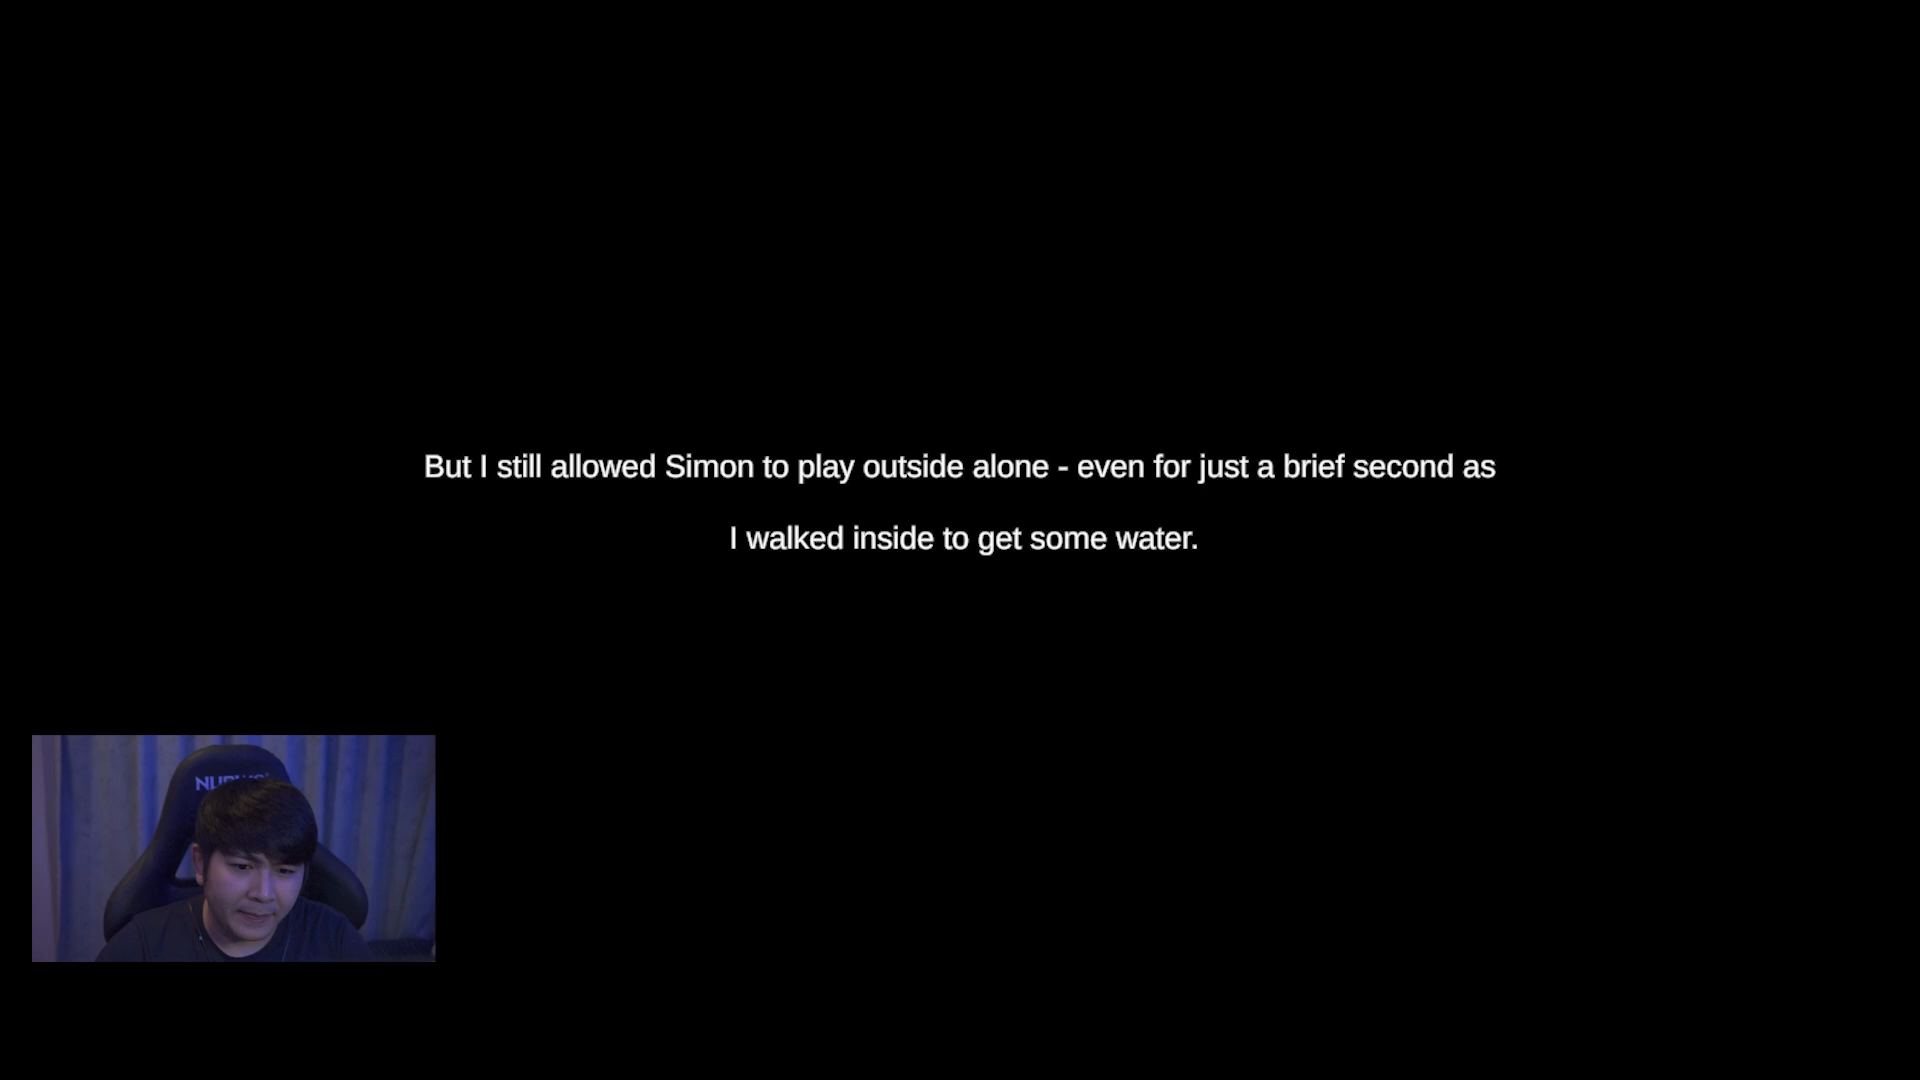 But I still allowed Simon to play outside alone - even for just a brief second as
I walked inside to get some water.